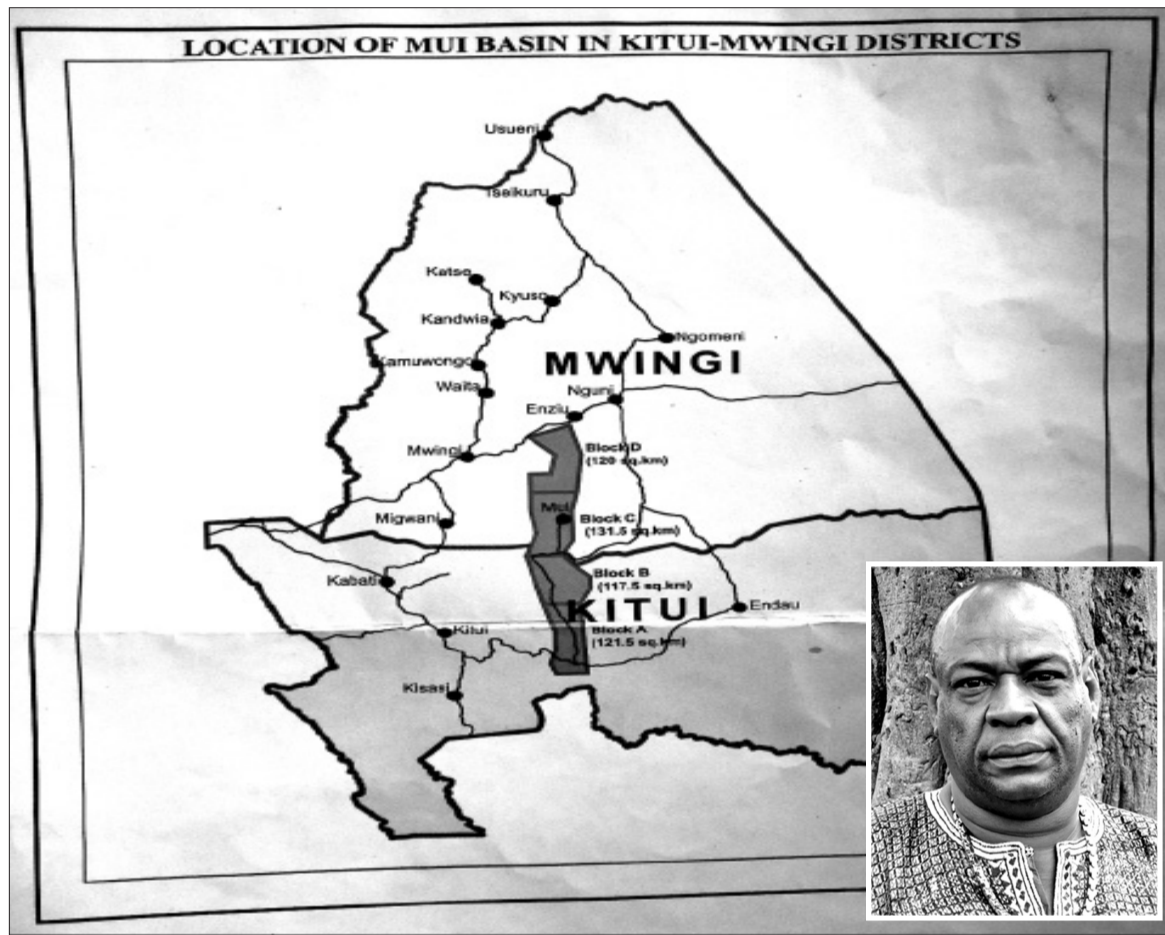 LOCATION OF MUI BASIN IN KITUI-MWINGI DISTRICTS
Usueni
Tsaikuru
Katse
Kyuso
Kandwia
Ngomeni
Kamuwongo
MWINGI
Waita
Nguni
Enziu
Mwingi
Block D
(120 sq.km)
Mui
Migwani
Block C
(131.5 sq.km)
Kabati
Block B
(117.5 sq.km)
KITUI
Endau
Kitui
Block A
(121.5 sq.km)
Kisasi